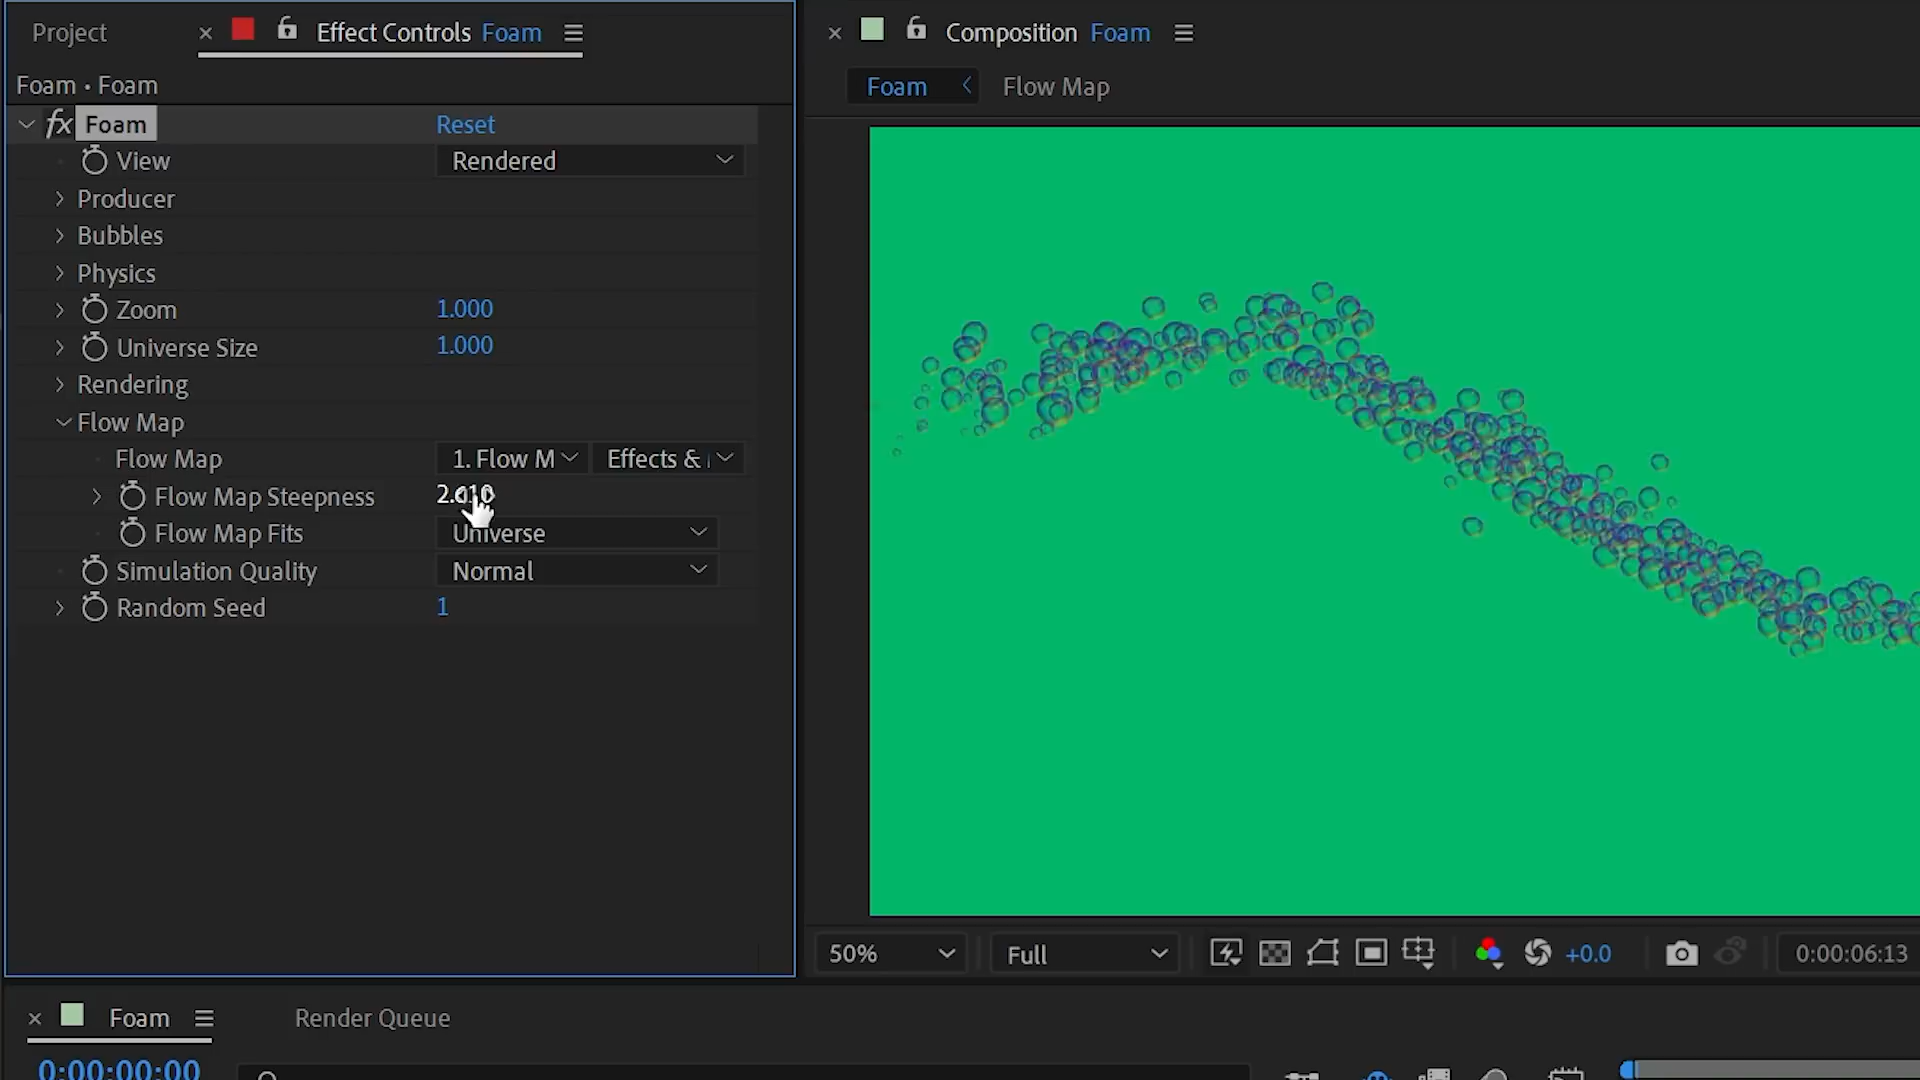 Project
Effect Controls Foam
Foam • Foam
fx Foam Reset
View Rendered
Producer
Bubbles
Physics
Zoom 1.000
Universe Size 1.000
Rendering
Flow Map
Flow Map 1. Flow M Effects &
Flow Map Steepness
Flow Map Fits Universe
Simulation Quality Normal
Random Seed 1
Composition Foam
Foam Flow Map
50% Full +0.0 0:00:06:13
Foam Render Queue
0:00:00:00